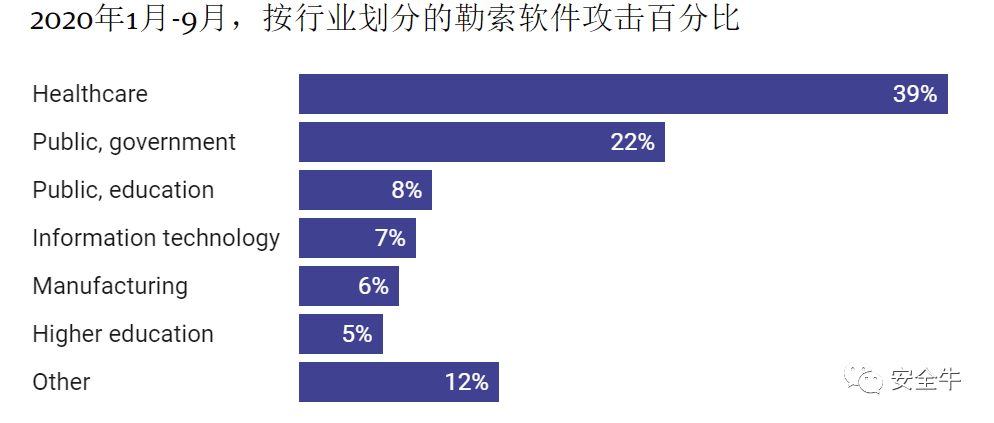 2020年1月-9月，按行业划分的勒索软件攻击百分比
Healthcare 39%
Public, government 22%
Public, education 8%
Information technology 7%
Manufacturing 6%
Higher education 5%
Other 12%
安全牛